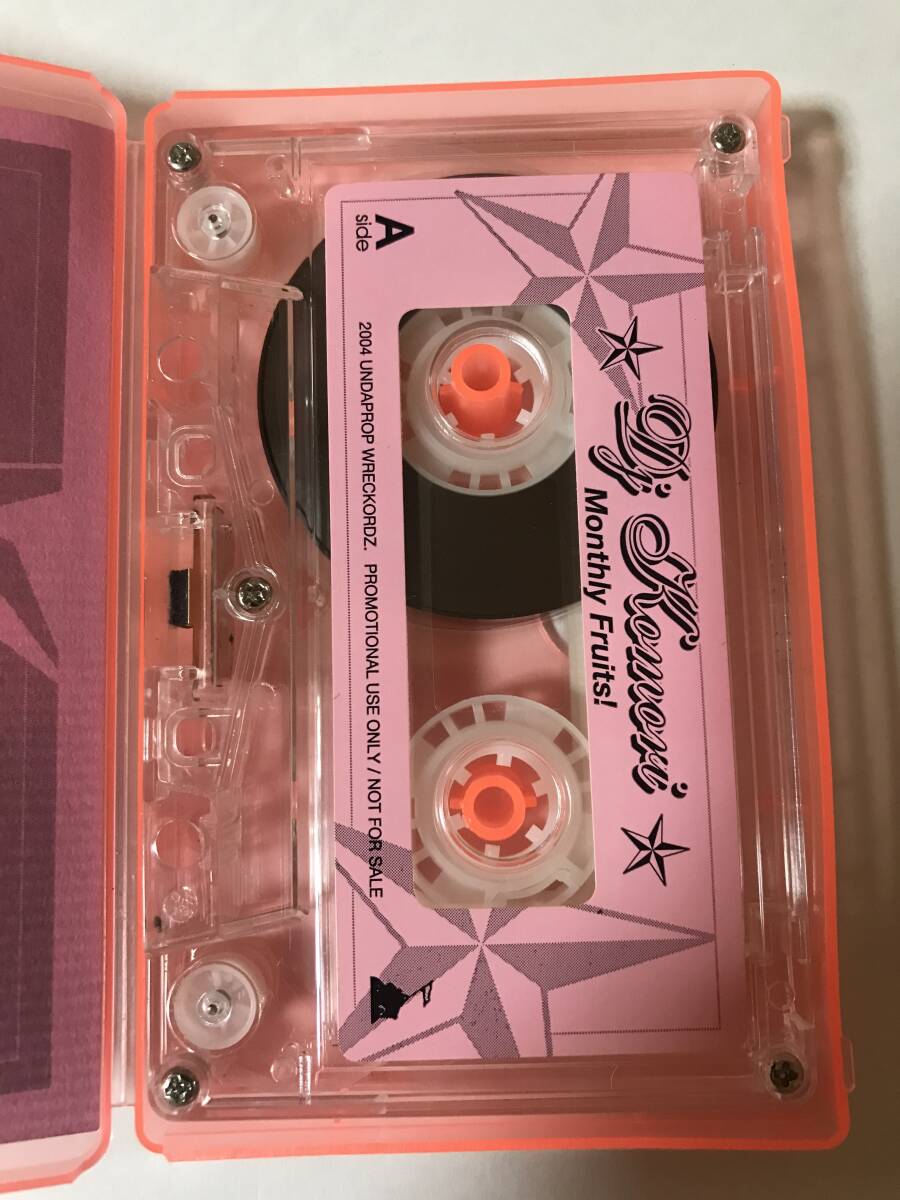 Dj Komori
Monthly Fruits!
A
side
2004 UNDAPROP WRECKORDZ. PROMOTIONAL USE ONLY / NOT FOR SALE